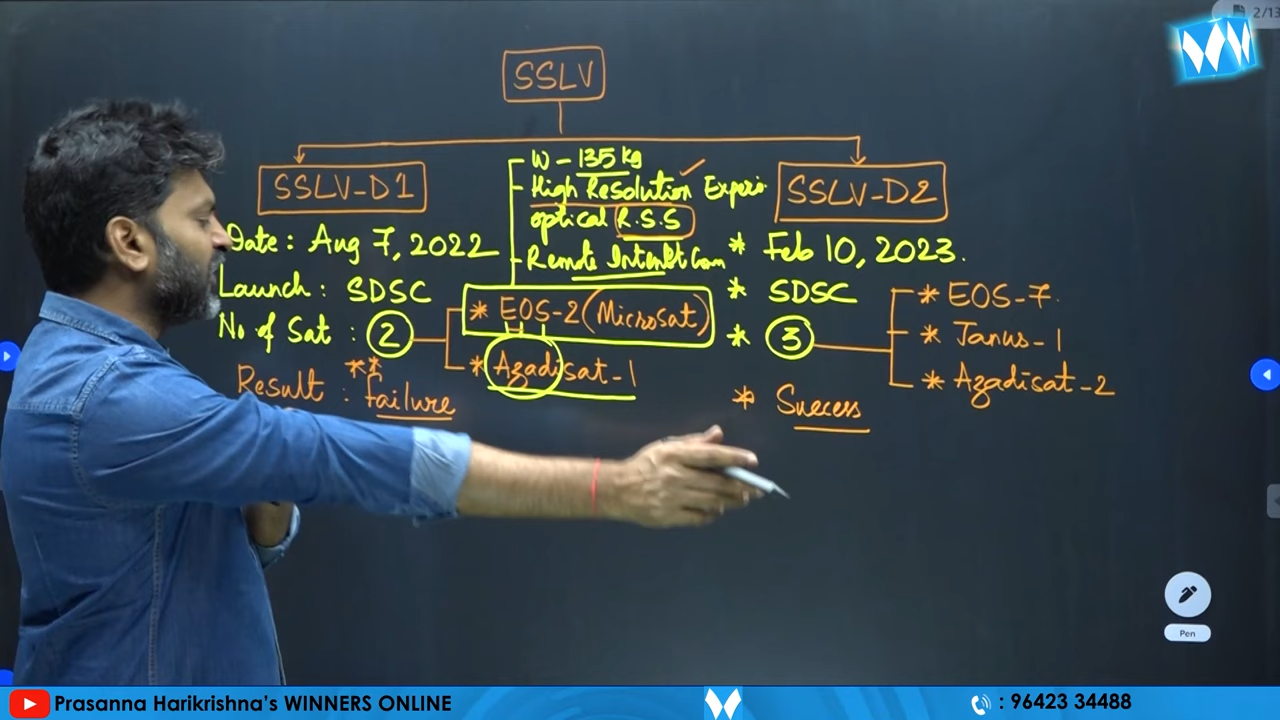 2/13
W
SSLV
SSLV-D1
W - 135 kg
High Resolution Experi.
optical R.S.S
Remote Internet Com
SSLV-D2
Date : Aug 7, 2022
* Feb 10, 2023.
Launch : SDSC
* SDSC
No of Sat : 2
* EOS-2 (Microsat)
* Azadisat-1
* 3
* EOS-7.
* Janus-1
* Azadisat-2
**
Result : failure
* Success
Pen
Prasanna Harikrishna's WINNERS ONLINE
W
: 96423 34488